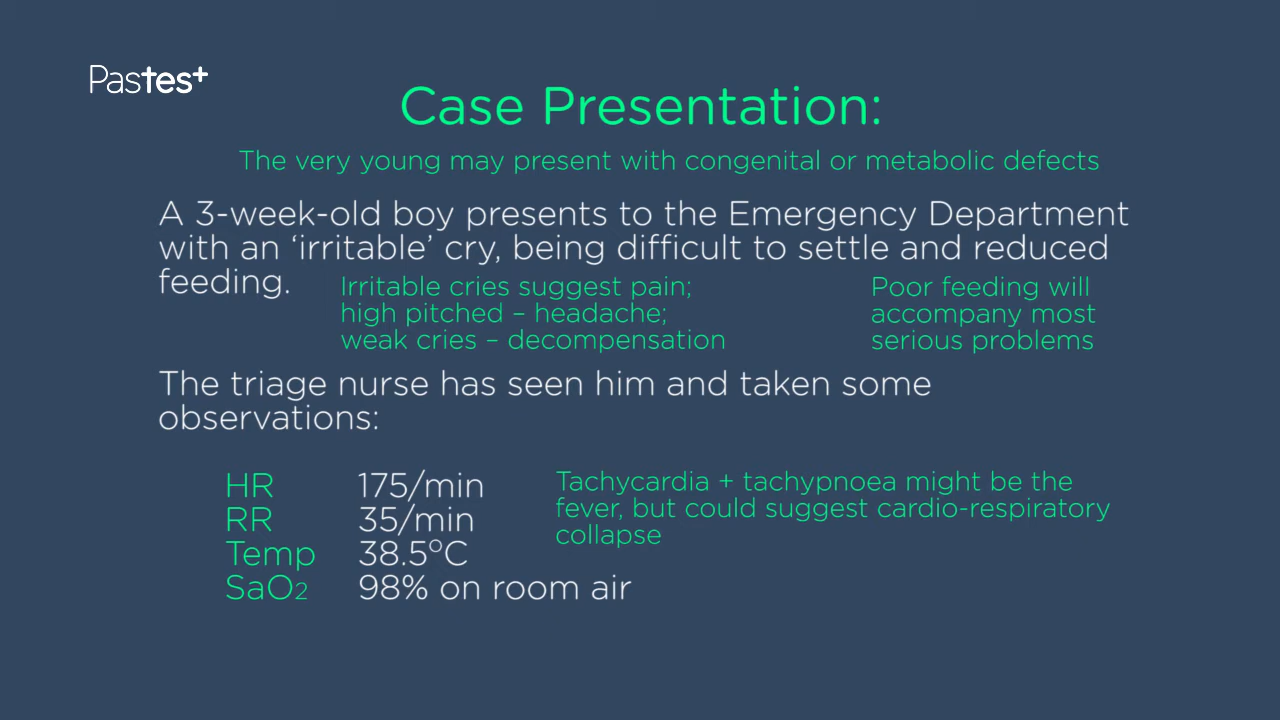 Pastes+
Case Presentation:
The very young may present with congenital or metabolic defects
A 3-week-old boy presents to the Emergency Department
with an ‘irritable’ cry, being difficult to settle and reduced
feeding.
Irritable cries suggest pain;
high pitched – headache;
weak cries – decompensation
Poor feeding will
accompany most
serious problems
The triage nurse has seen him and taken some
observations:
HR 175/min
RR 35/min
Temp 38.5°C
SaO2 98% on room air
Tachycardia + tachypnoea might be the
fever, but could suggest cardio-respiratory
collapse